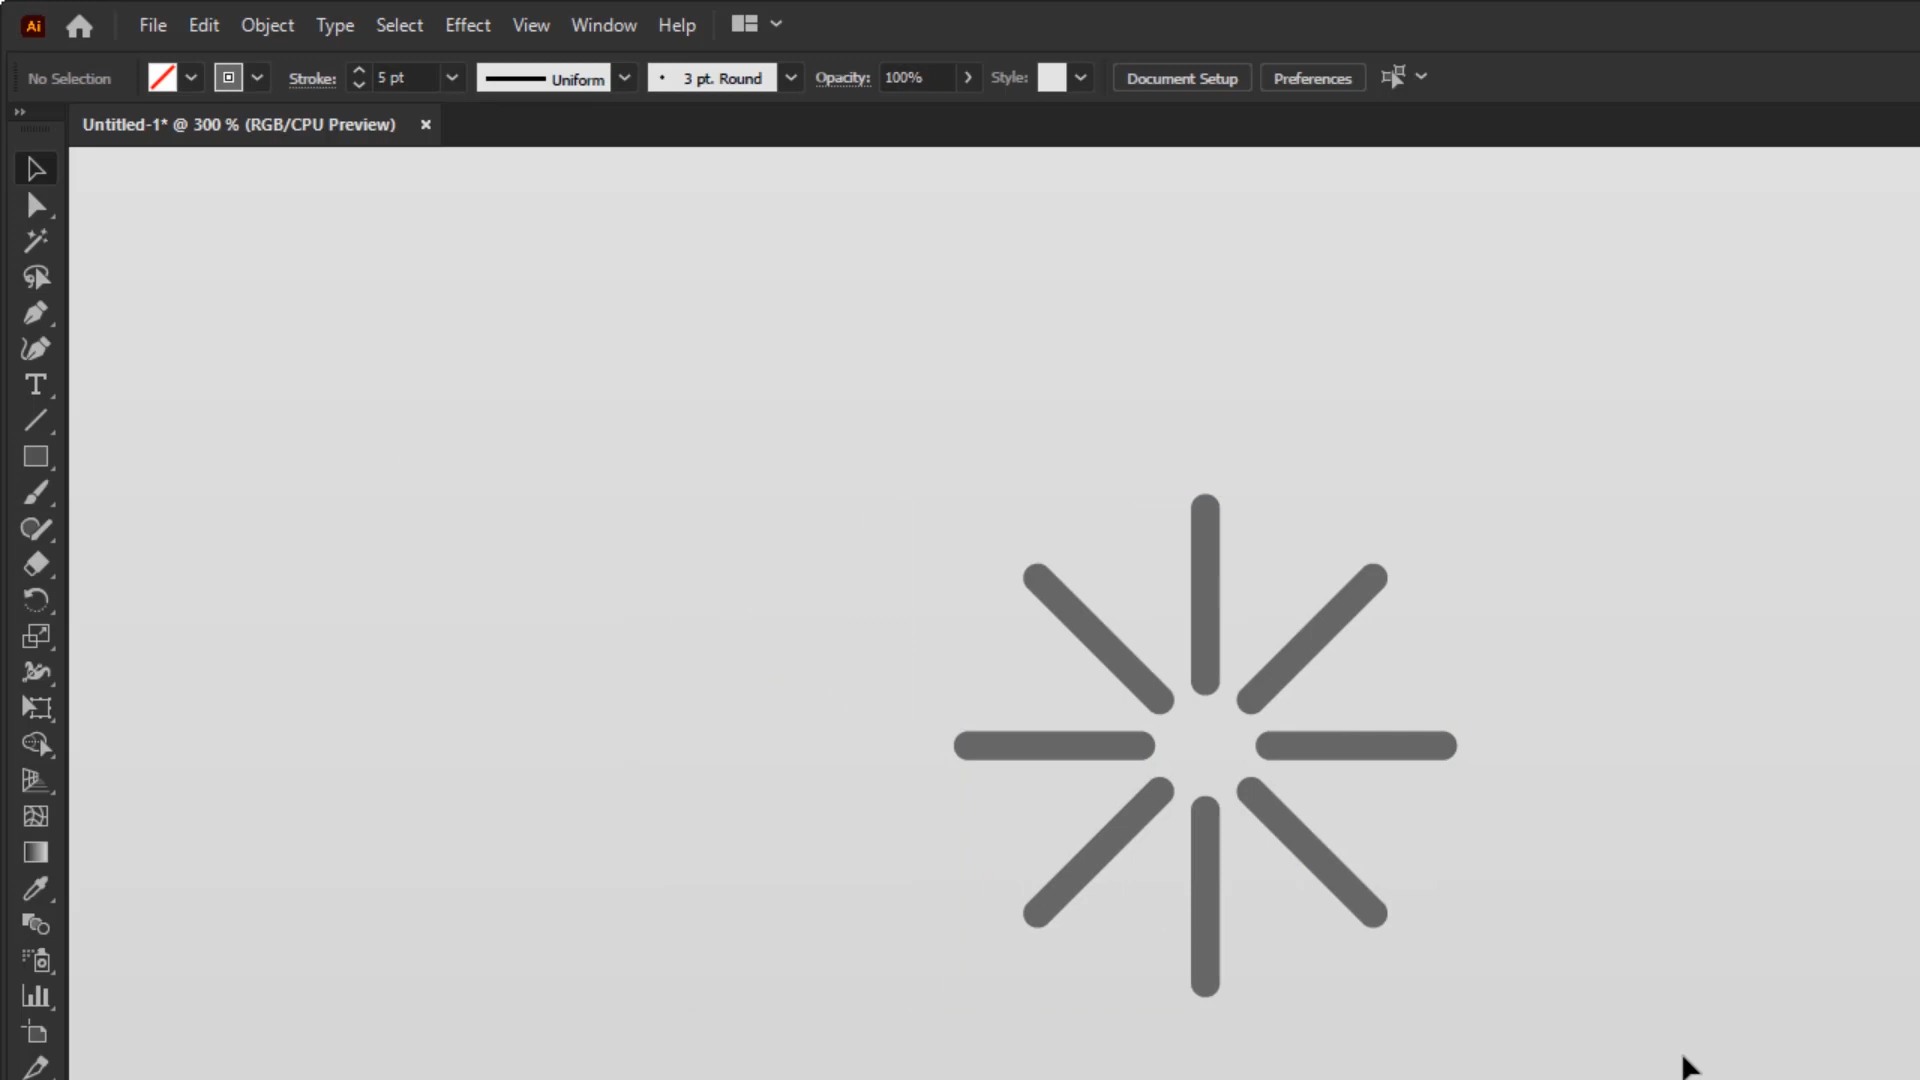 Ai File Edit Object Type Select Effect View Window Help
No Selection Stroke: 5 pt Uniform 3 pt. Round Opacity: 100% Style: Document Setup Preferences
Untitled-1* @ 300 % (RGB/CPU Preview) ×